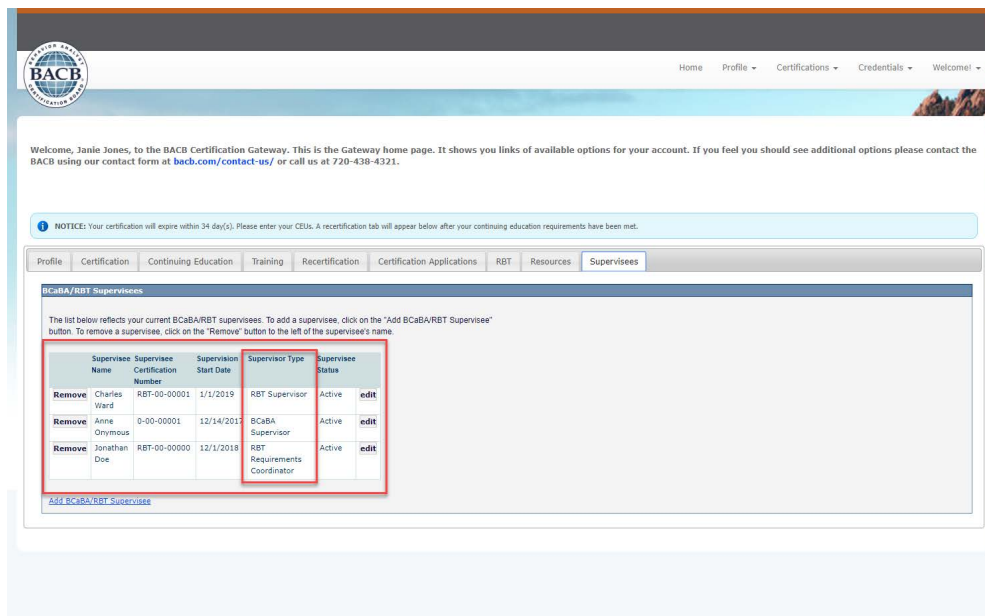 BEHAVIOR ANALYST
BACB
CERTIFICATION BOARD
Home Profile Certifications Credentials Welcome!
Welcome, Janie Jones, to the BACB Certification Gateway. This is the Gateway home page. It shows you links of available options for your account. If you feel you should see additional options please contact the
BACB using our contact form at bacb.com/contact-us/ or call us at 720-438-4321.
NOTICE: Your certification will expire within 34 day(s). Please enter your CEUs. A recertification tab will appear below after your continuing education requirements have been met.
Profile Certification Continuing Education Training Recertification Certification Applications RBT Resources Supervisees
BCaBA/RBT Supervisees
The list below reflects your current BCaBA/RBT supervisees. To add a supervisee, click on the "Add BCaBA/RBT Supervisee"
button. To remove a supervisee, click on the "Remove" button to the left of the supervisee's name.
Supervisee Supervisee Supervision Supervisor Type Supervisee
Name Certification Start Date Status
Number
Remove Charles RBT-00-00001 1/1/2019 RBT Supervisor Active edit
Ward
Remove Anne 0-00-00001 12/14/2017 BCaBA Active edit
Onymous Supervisor
Remove Jonathan RBT-00-00000 12/1/2018 RBT Active edit
Doe Requirements
Coordinator
Add BCaBA/RBT Supervisee